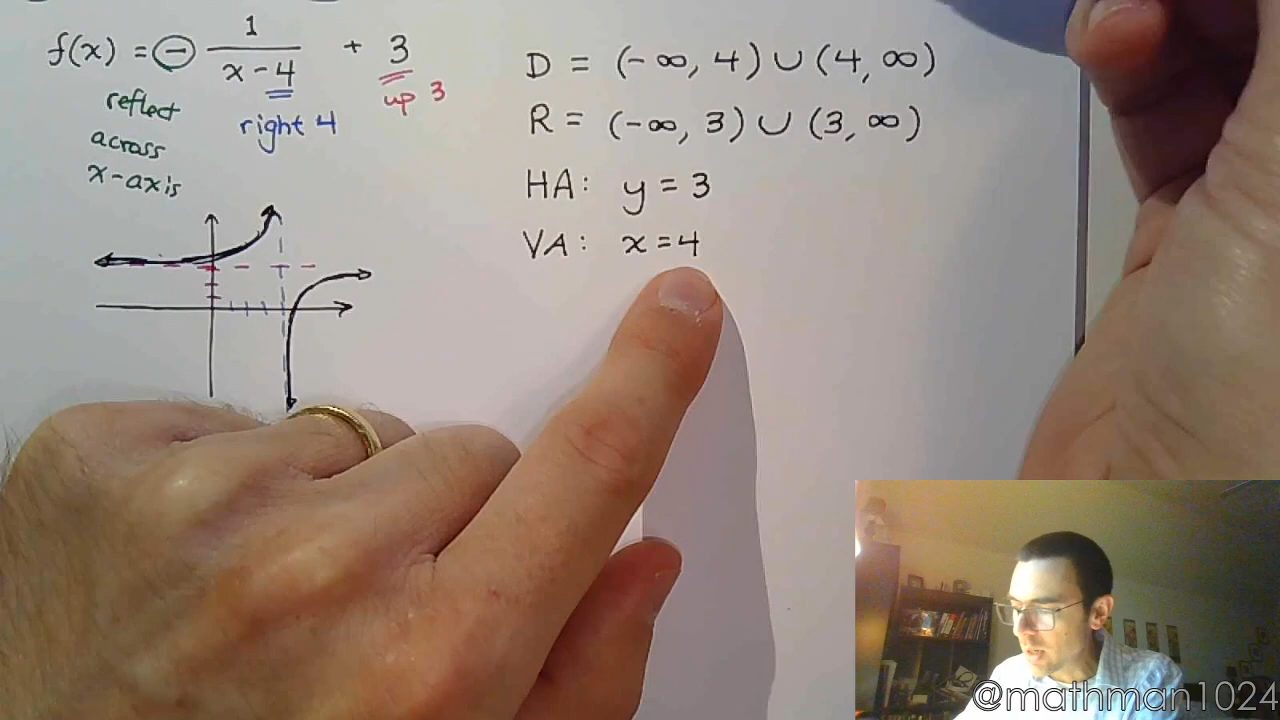 f(x) = - 1/(x - 4) + 3
reflect across x-axis
right 4
up 3
D = (-∞, 4) ∪ (4, ∞)
R = (-∞, 3) ∪ (3, ∞)
HA: y = 3
VA: x = 4
@mathman1024